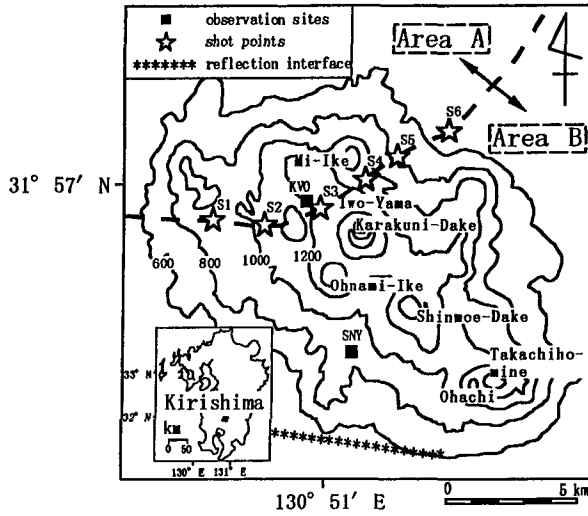 observation sites
shot points
reflection interface
Area A
Area B
S6
S5
S4
Mi-Ike
31° 57' N
KVO
S3
S1
S2
Iwo-Yama
Karakuni-Dake
600
800
1000
1200
Ohnami-Ike
Shinmoe-Dake
SNY
Takachiho-
mine
Ohachi
33° N
32° N
Kirishima
km
0 50
130° E 131° E
130° 51' E
0 5 km